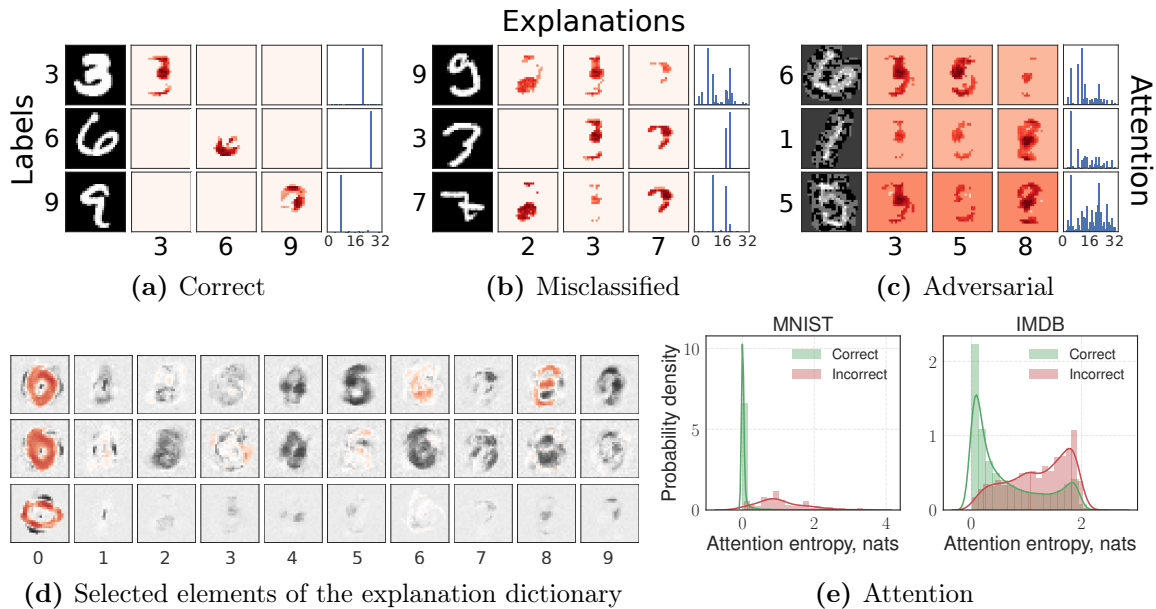 Explanations
Labels
3
6
9
3 6 9
0 16 32
(a) Correct
9
3
7
2 3 7
0 16 32
(b) Misclassified
6
1
5
3 5 8
0 16 32
(c) Adversarial
Attention
0 1 2 3 4 5 6 7 8 9
(d) Selected elements of the explanation dictionary
MNIST
Probability density
10
5
0
Correct
Incorrect
0 2 4
Attention entropy, nats
IMDB
2
1
0
Correct
Incorrect
0 2
Attention entropy, nats
(e) Attention